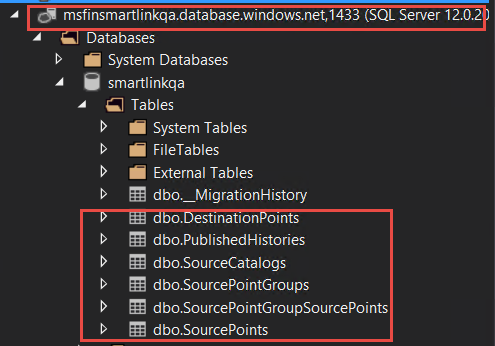 msfinsmartlinkqa.database.windows.net,1433 (SQL Server 12.0.20
Databases
System Databases
smartlinkqa
Tables
System Tables
FileTables
External Tables
dbo.__MigrationHistory
dbo.DestinationPoints
dbo.PublishedHistories
dbo.SourceCatalogs
dbo.SourcePointGroups
dbo.SourcePointGroupSourcePoints
dbo.SourcePoints